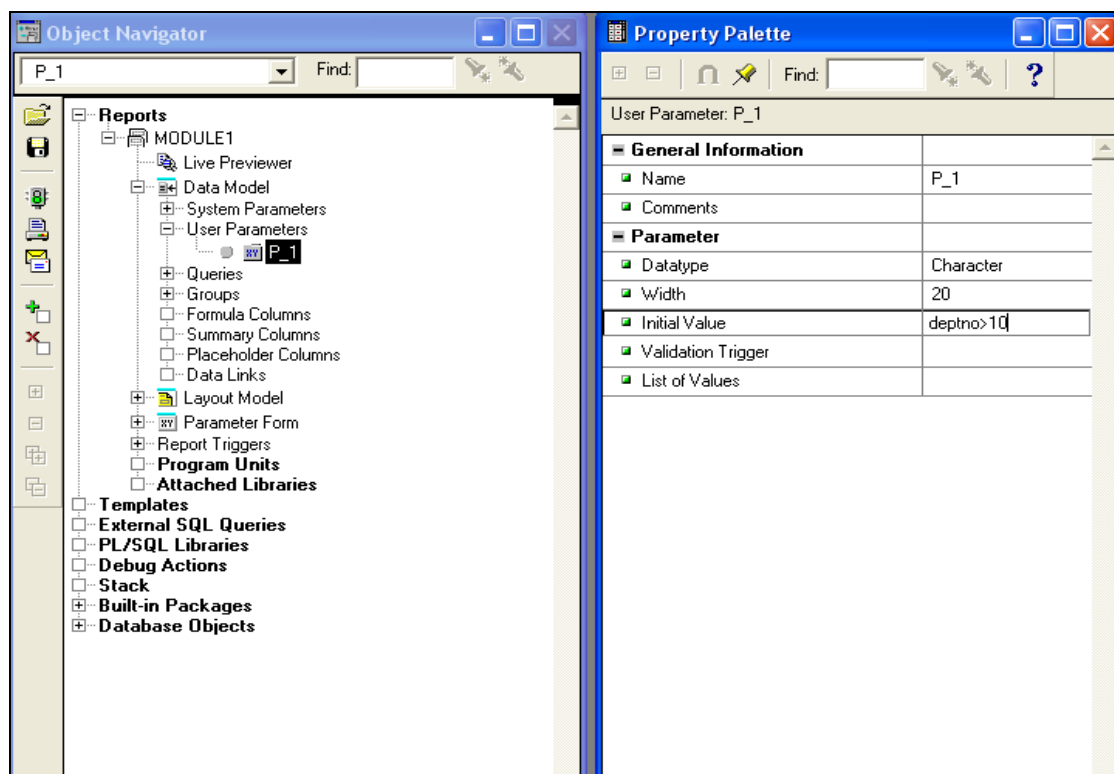 Object Navigator
P_1 Find:
Reports
MODULE1
Live Previewer
Data Model
System Parameters
User Parameters
P_1
Queries
Groups
Formula Columns
Summary Columns
Placeholder Columns
Data Links
Layout Model
Parameter Form
Report Triggers
Program Units
Attached Libraries
Templates
External SQL Queries
PL/SQL Libraries
Debug Actions
Stack
Built-in Packages
Database Objects
Property Palette
Find: ?
User Parameter: P_1
General Information
Name P_1
Comments
Parameter
Datatype Character
Width 20
Initial Value deptno>10
Validation Trigger
List of Values